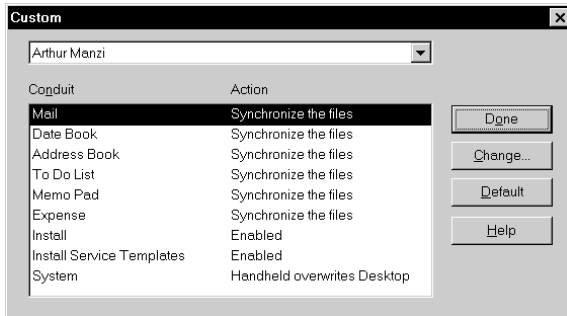 Custom
Arthur Manzi
Conduit Action
Mail Synchronize the files
Date Book Synchronize the files
Address Book Synchronize the files
To Do List Synchronize the files
Memo Pad Synchronize the files
Expense Synchronize the files
Install Enabled
Install Service Templates Enabled
System Handheld overwrites Desktop
Done
Change...
Default
Help